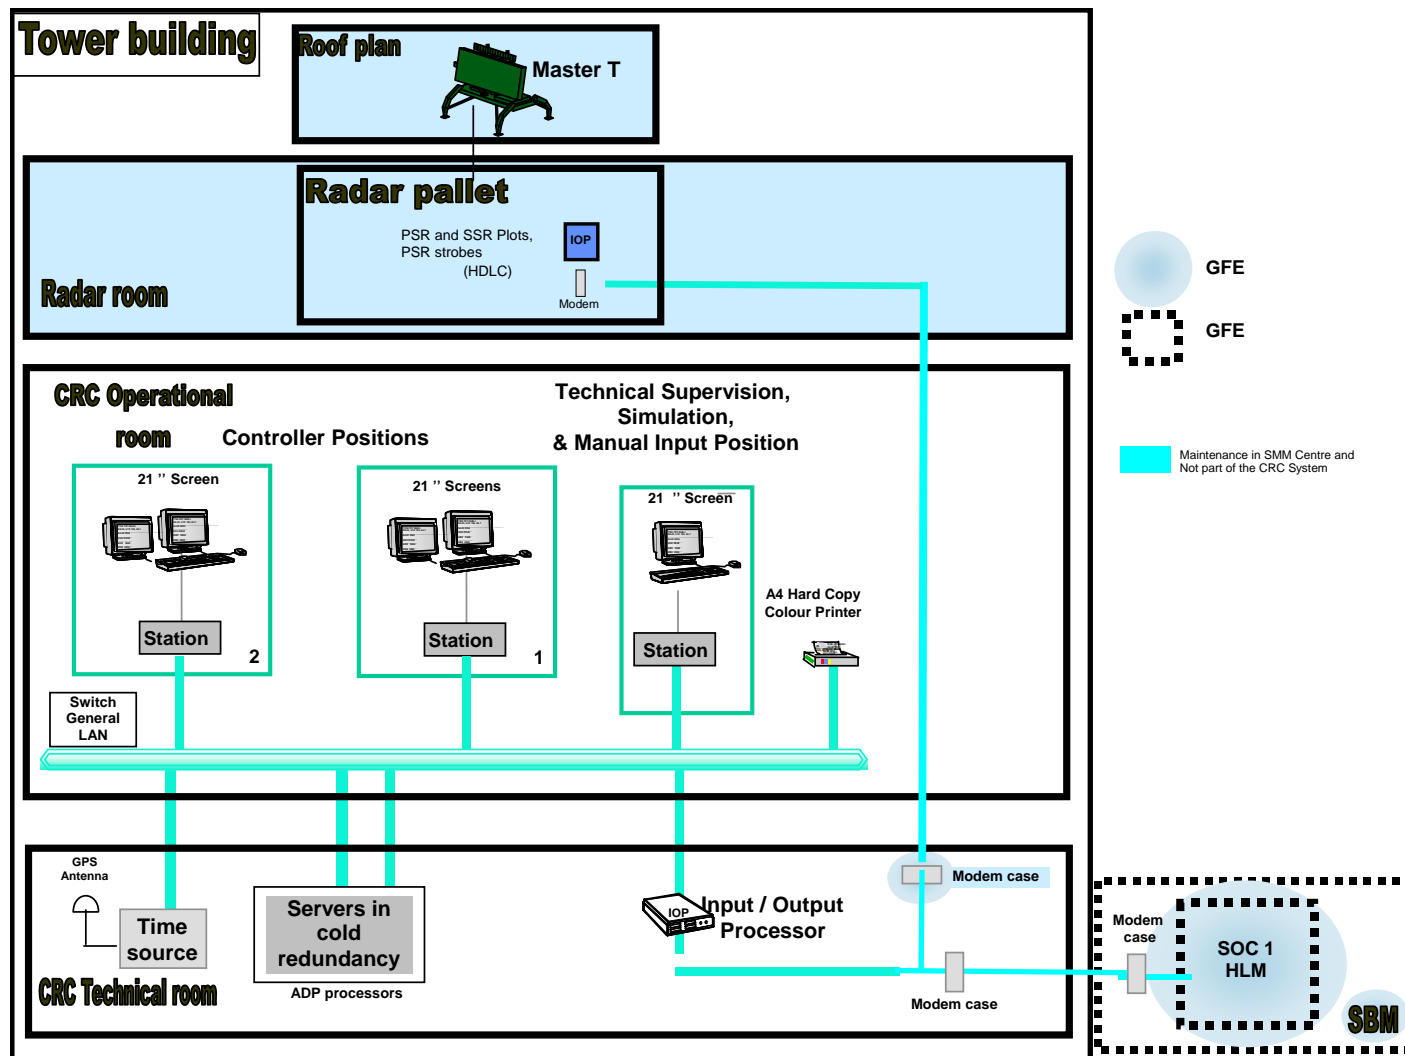 Tower building
Roof plan
Master T
Radar pallet
PSR and SSR Plots,
PSR strobes
(HDLC)
IOP
Modem
Radar room
GFE
GFE
Maintenance in SMM Centre and
Not part of the CRC System
CRC Operational
room
Controller Positions
Technical Supervision,
Simulation,
& Manual Input Position
21 '' Screen
21 '' Screens
21 '' Screen
A4 Hard Copy
Colour Printer
Station
2
Station
1
Station
Switch
General
LAN
GPS
Antenna
Time
source
Servers in
cold
redundancy
ADP processors
IOP
Input / Output
Processor
Modem case
Modem case
CRC Technical room
Modem
case
SOC 1
HLM
SBM